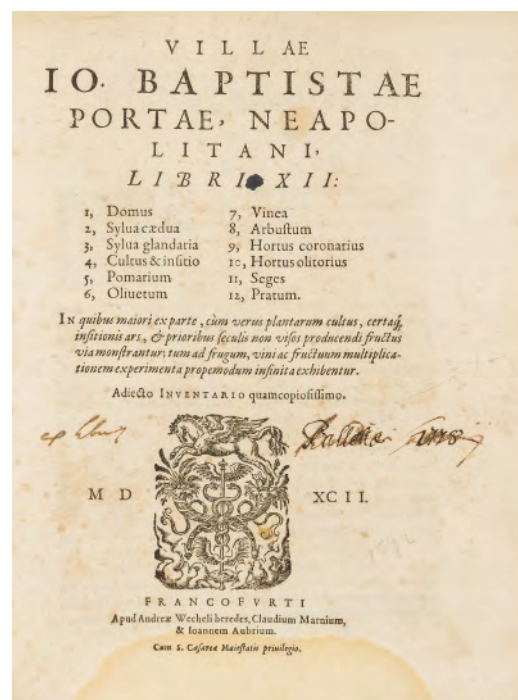 VILLAE
IO. BAPTISTAE
PORTAE, NEAPO-
LITANI,
LIBRI XII:
1, Domus
2, Sylua cædua
3, Sylua glandaria
4, Cultus & insitio
5, Pomarium
6, Oliuetum
7, Vinea
8, Arbustum
9, Hortus coronarius
10, Hortus olitorius
11, Seges
12, Pratum.
IN quibus maiori ex parte, cùm verus plantarum cultus, certaq́;
insitionis ars, & prioribus seculis non visos producendi fructus
via monstrantur: tum ad frugum, vini ac fructuum multiplica-
tionem experimenta propemodum infinita exhibentur.
Adiecto INVENTARIO quamcopiosissimo.
ex
M D XCII.
1592
FRANCOFVRTI
Apud Andreæ Wecheli heredes, Claudium Marnium,
& Ioannem Aubrium.
Cum S. Cæsareæ Maiestatis priuilegio.